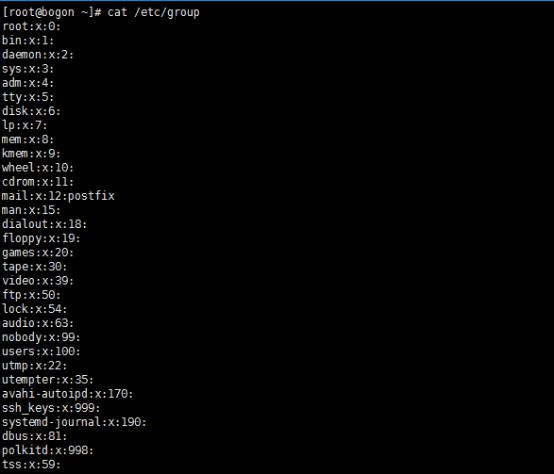 [root@bogon ~]# cat /etc/group
root:x:0:
bin:x:1:
daemon:x:2:
sys:x:3:
adm:x:4:
tty:x:5:
disk:x:6:
lp:x:7:
mem:x:8:
kmem:x:9:
wheel:x:10:
cdrom:x:11:
mail:x:12:postfix
man:x:15:
dialout:x:18:
floppy:x:19:
games:x:20:
tape:x:30:
video:x:39:
ftp:x:50:
lock:x:54:
audio:x:63:
nobody:x:99:
users:x:100:
utmp:x:22:
utempter:x:35:
avahi-autoipd:x:170:
ssh_keys:x:999:
systemd-journal:x:190:
dbus:x:81:
polkitd:x:998:
tss:x:59: